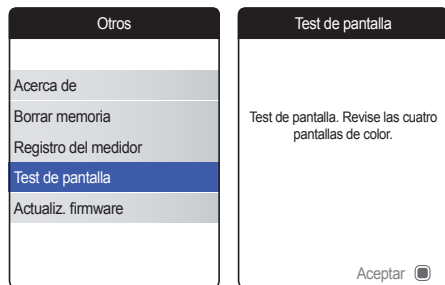 Otros
Acerca de
Borrar memoria
Registro del medidor
Test de pantalla
Actualiz. firmware
Test de pantalla
Test de pantalla. Revise las cuatro
pantallas de color.
Aceptar